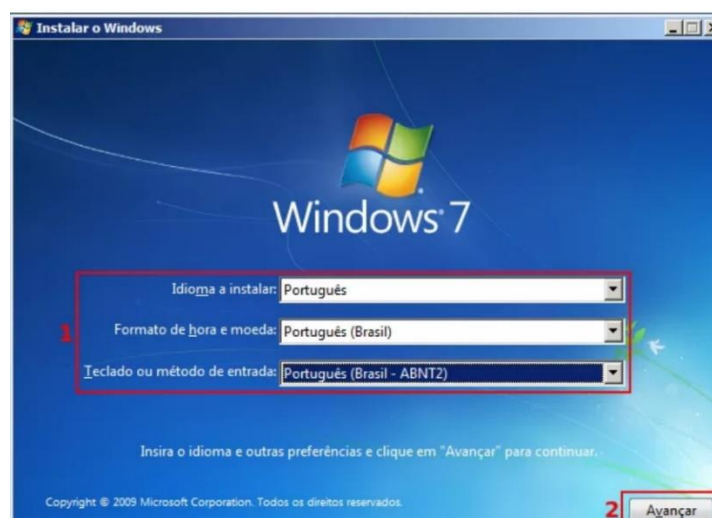 Instalar o Windows
Windows 7
1
Idioma a instalar: Português
Formato de hora e moeda: Português (Brasil)
Teclado ou método de entrada: Português (Brasil - ABNT2)
Insira o idioma e outras preferências e clique em "Avançar" para continuar.
Copyright © 2009 Microsoft Corporation. Todos os direitos reservados.
2 Avançar